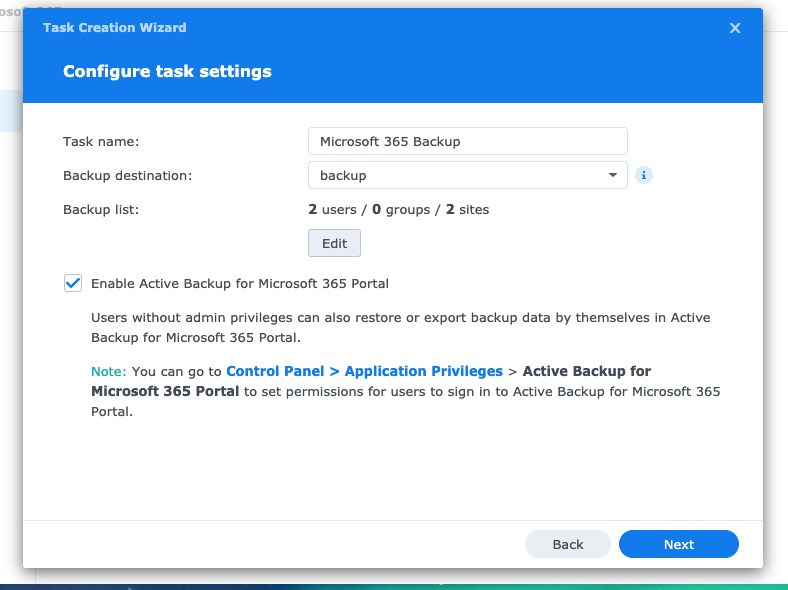 Task Creation Wizard
Configure task settings
Task name:
Microsoft 365 Backup
Backup destination:
backup
Backup list:
2 users / 0 groups / 2 sites
Edit
Enable Active Backup for Microsoft 365 Portal
Users without admin privileges can also restore or export backup data by themselves in Active
Backup for Microsoft 365 Portal.
Note: You can go to Control Panel > Application Privileges > Active Backup for
Microsoft 365 Portal to set permissions for users to sign in to Active Backup for Microsoft 365
Portal.
Back
Next